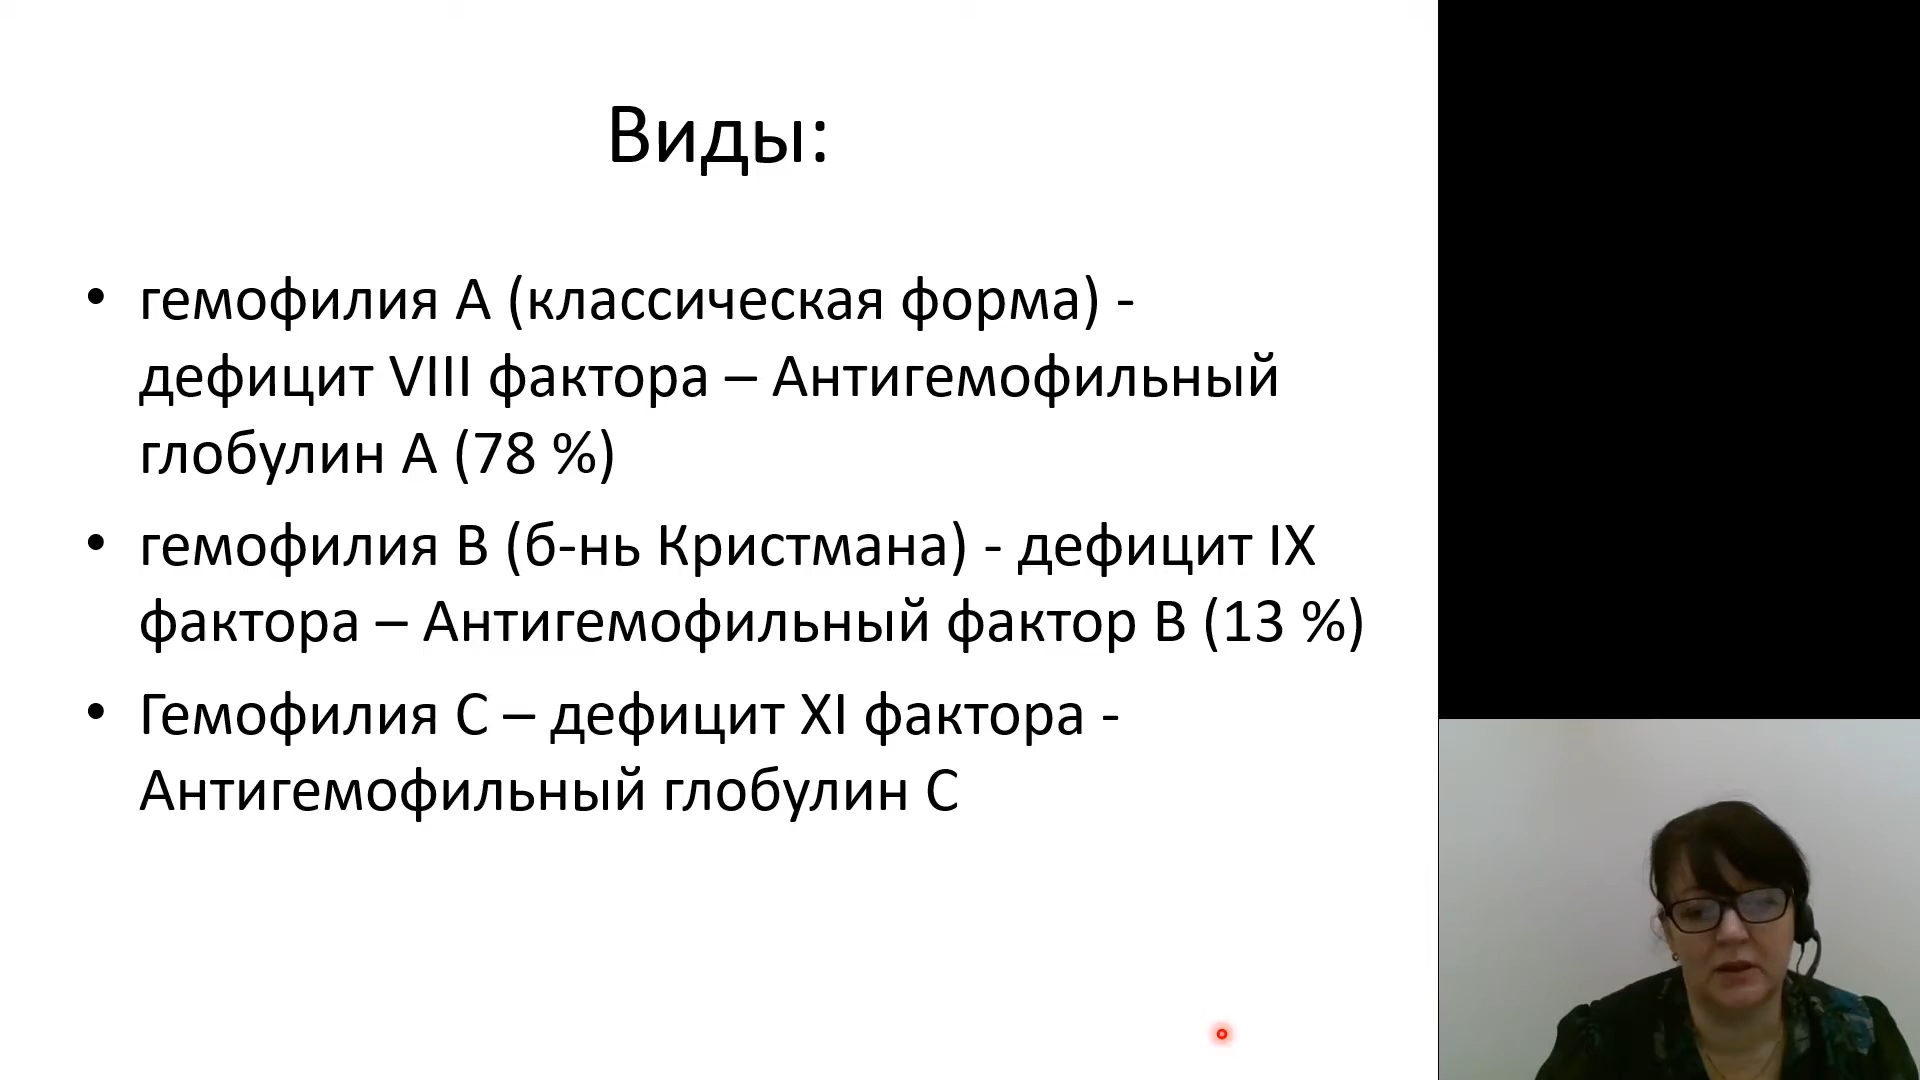 Виды:
• гемофилия А (классическая форма) -
дефицит VIII фактора – Антигемофильный
глобулин А (78 %)
• гемофилия В (б-нь Кристмана) - дефицит IX
фактора – Антигемофильный фактор В (13 %)
• Гемофилия С – дефицит XI фактора -
Антигемофильный глобулин С